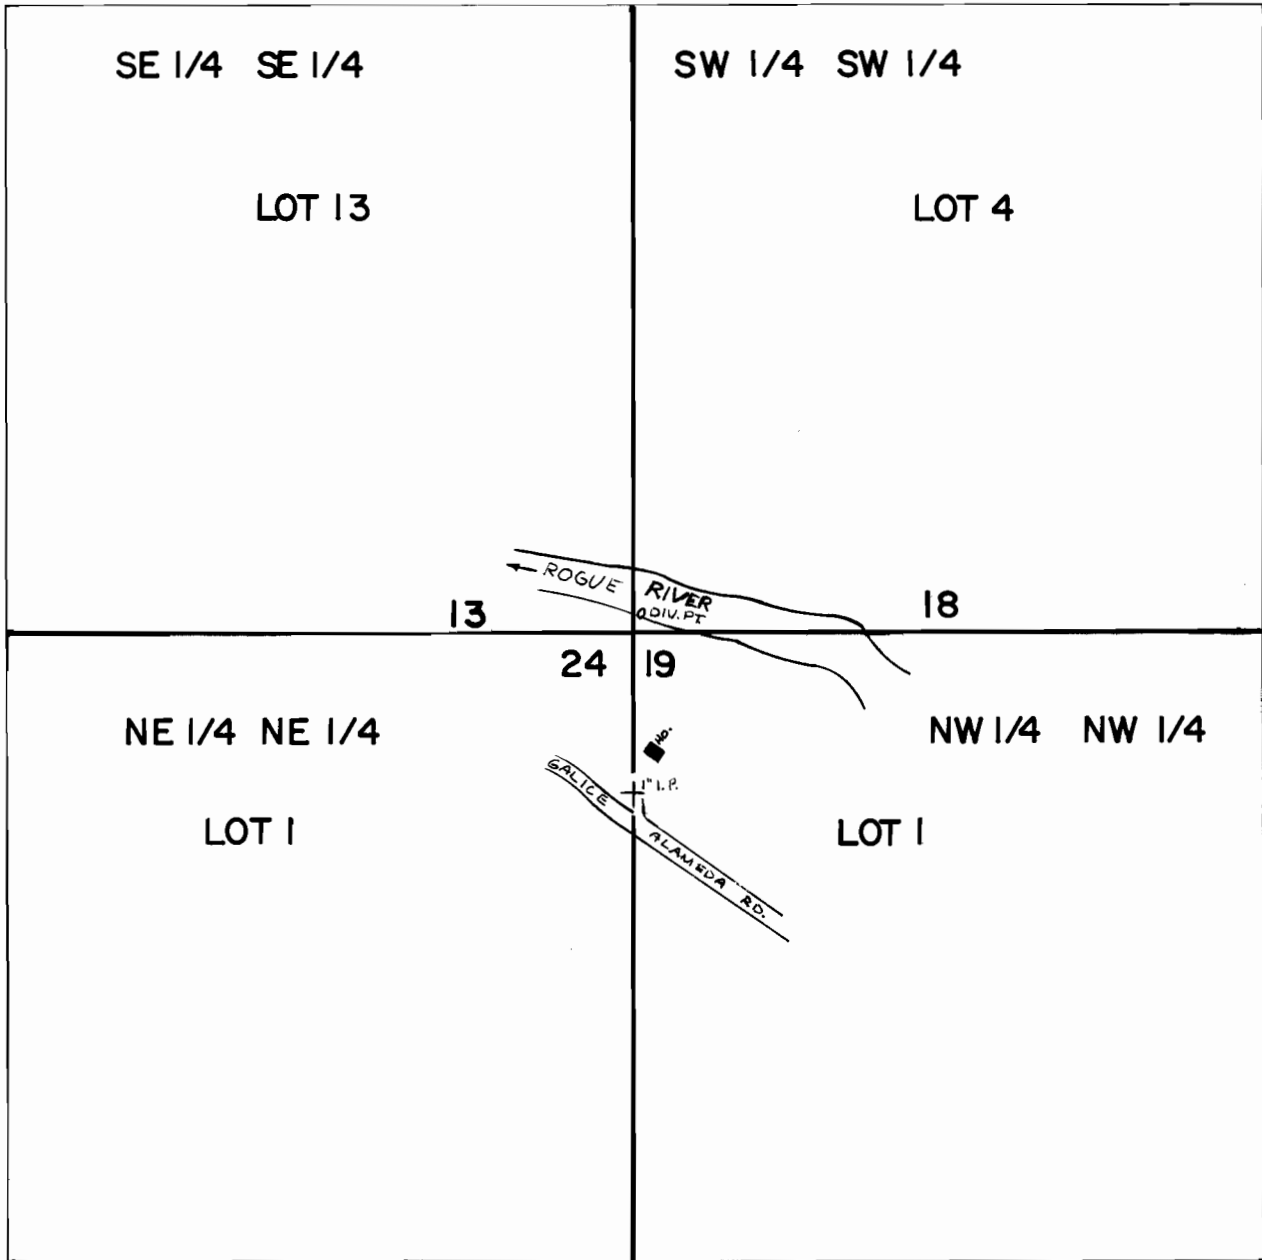 SE 1/4 SE 1/4
SW 1/4 SW 1/4
LOT 13
LOT 4
ROGUE RIVER
DIV. PT
13
18
24
19
NE 1/4 NE 1/4
HO.
NW 1/4 NW 1/4
1" I.P.
GALICE
ALAMEDA RD.
LOT 1
LOT 1